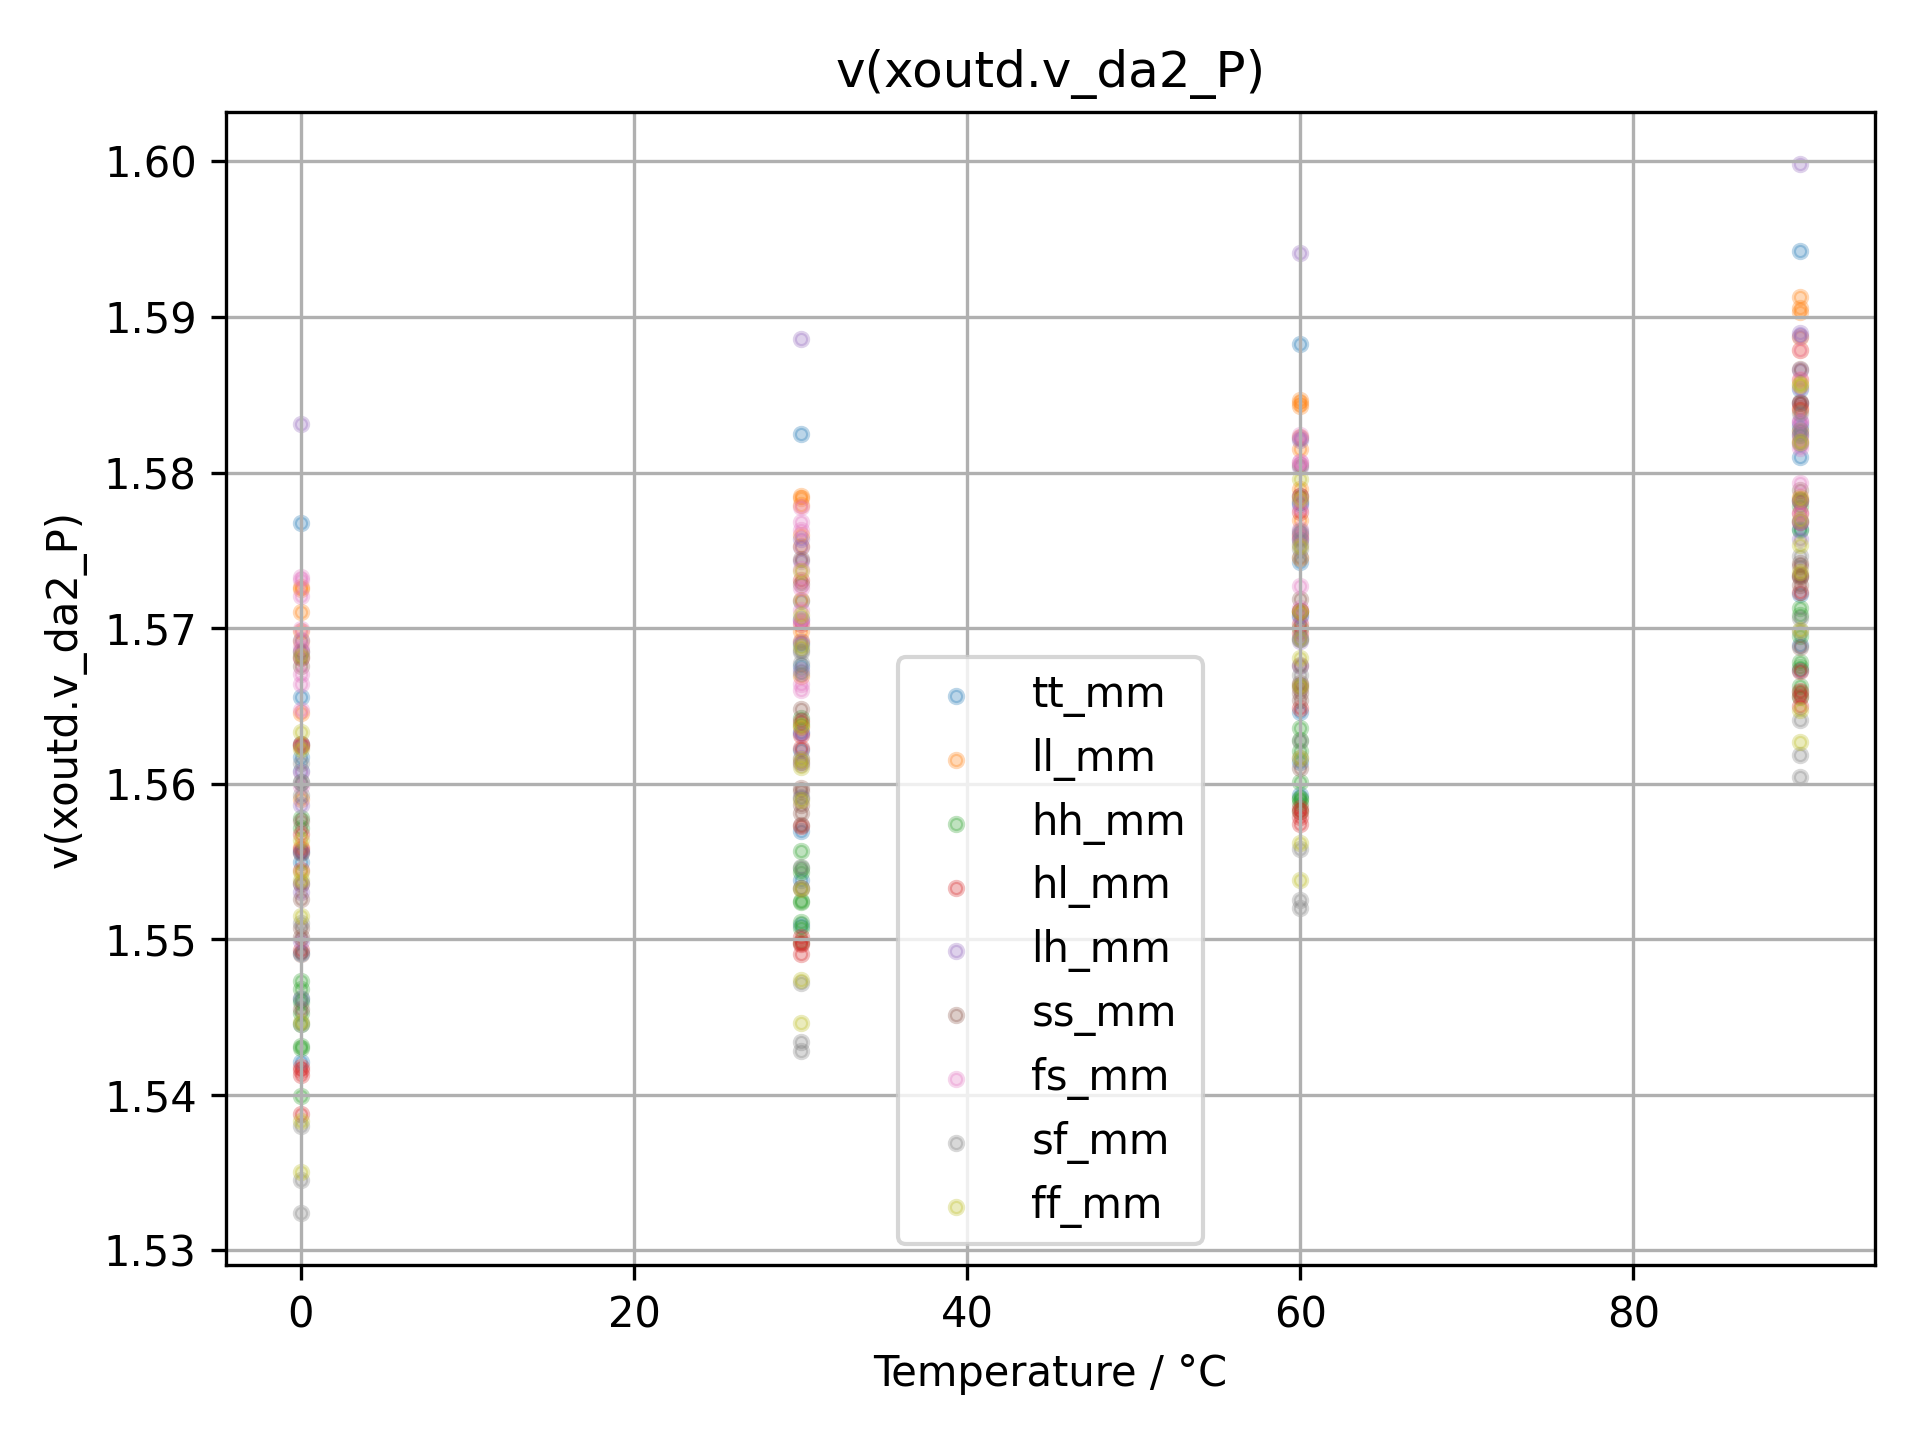 v(xoutd.v_da2_P)
1.60
1.59
1.58
1.57
1.56
1.55
1.54
1.53
v(xoutd.v_da2_P)
tt_mm
ll_mm
hh_mm
hl_mm
lh_mm
ss_mm
fs_mm
sf_mm
ff_mm
0 20 40 60 80
Temperature / °C